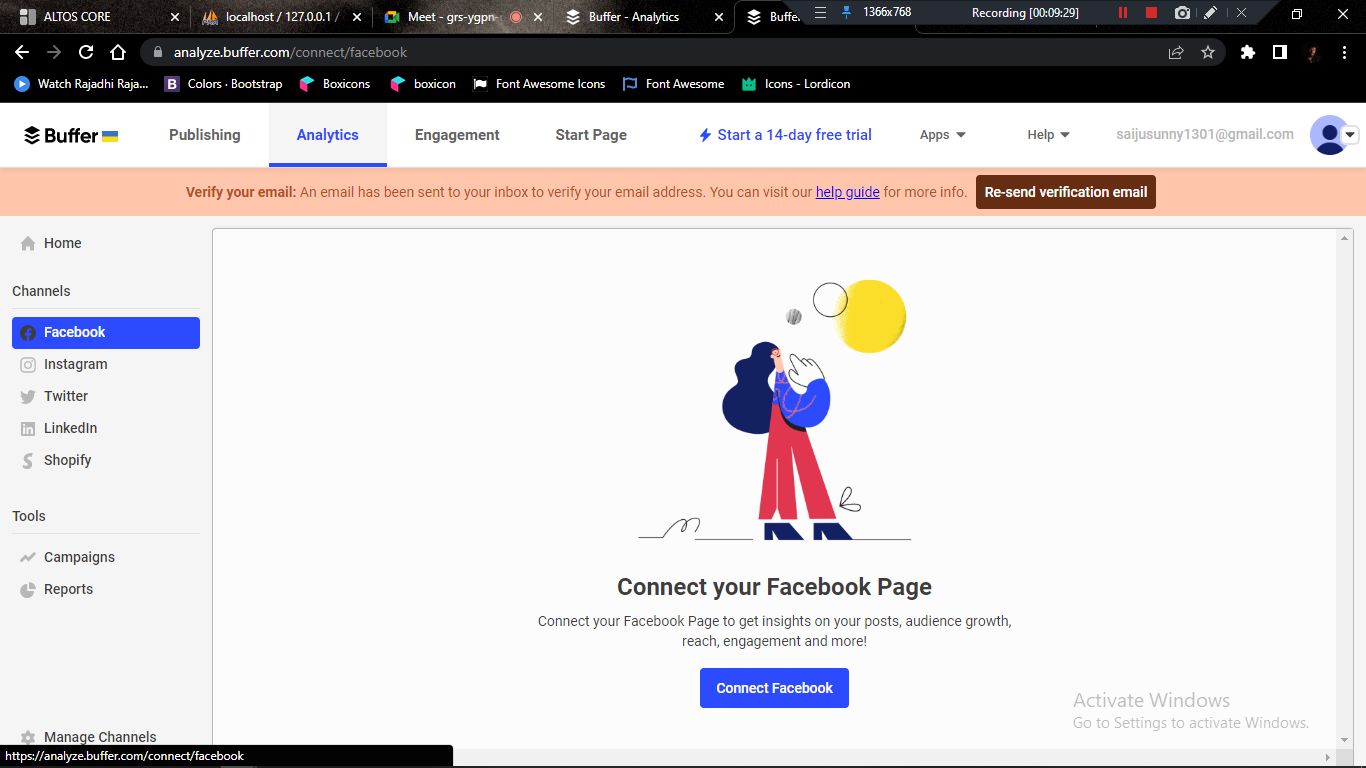 ALTOS CORE
localhost / 127.0.0.1 /
Meet - grs-ygpn-
Buffer - Analytics
Buffe
1366x768
Recording [00:09:29]
analyze.buffer.com/connect/facebook
Watch Rajadhi Raja...
B Colors · Bootstrap
Boxicons
boxicon
Font Awesome Icons
Font Awesome
Icons - Lordicon
Buffer
Publishing
Analytics
Engagement
Start Page
Start a 14-day free trial
Apps
Help
saijusunny1301@gmail.com
Verify your email: An email has been sent to your inbox to verify your email address. You can visit our help guide for more info.
Re-send verification email
Home
Channels
Facebook
Instagram
Twitter
LinkedIn
Shopify
Tools
Campaigns
Reports
Manage Channels
Connect your Facebook Page
Connect your Facebook Page to get insights on your posts, audience growth,
reach, engagement and more!
Connect Facebook
Activate Windows
Go to Settings to activate Windows.
https://analyze.buffer.com/connect/facebook